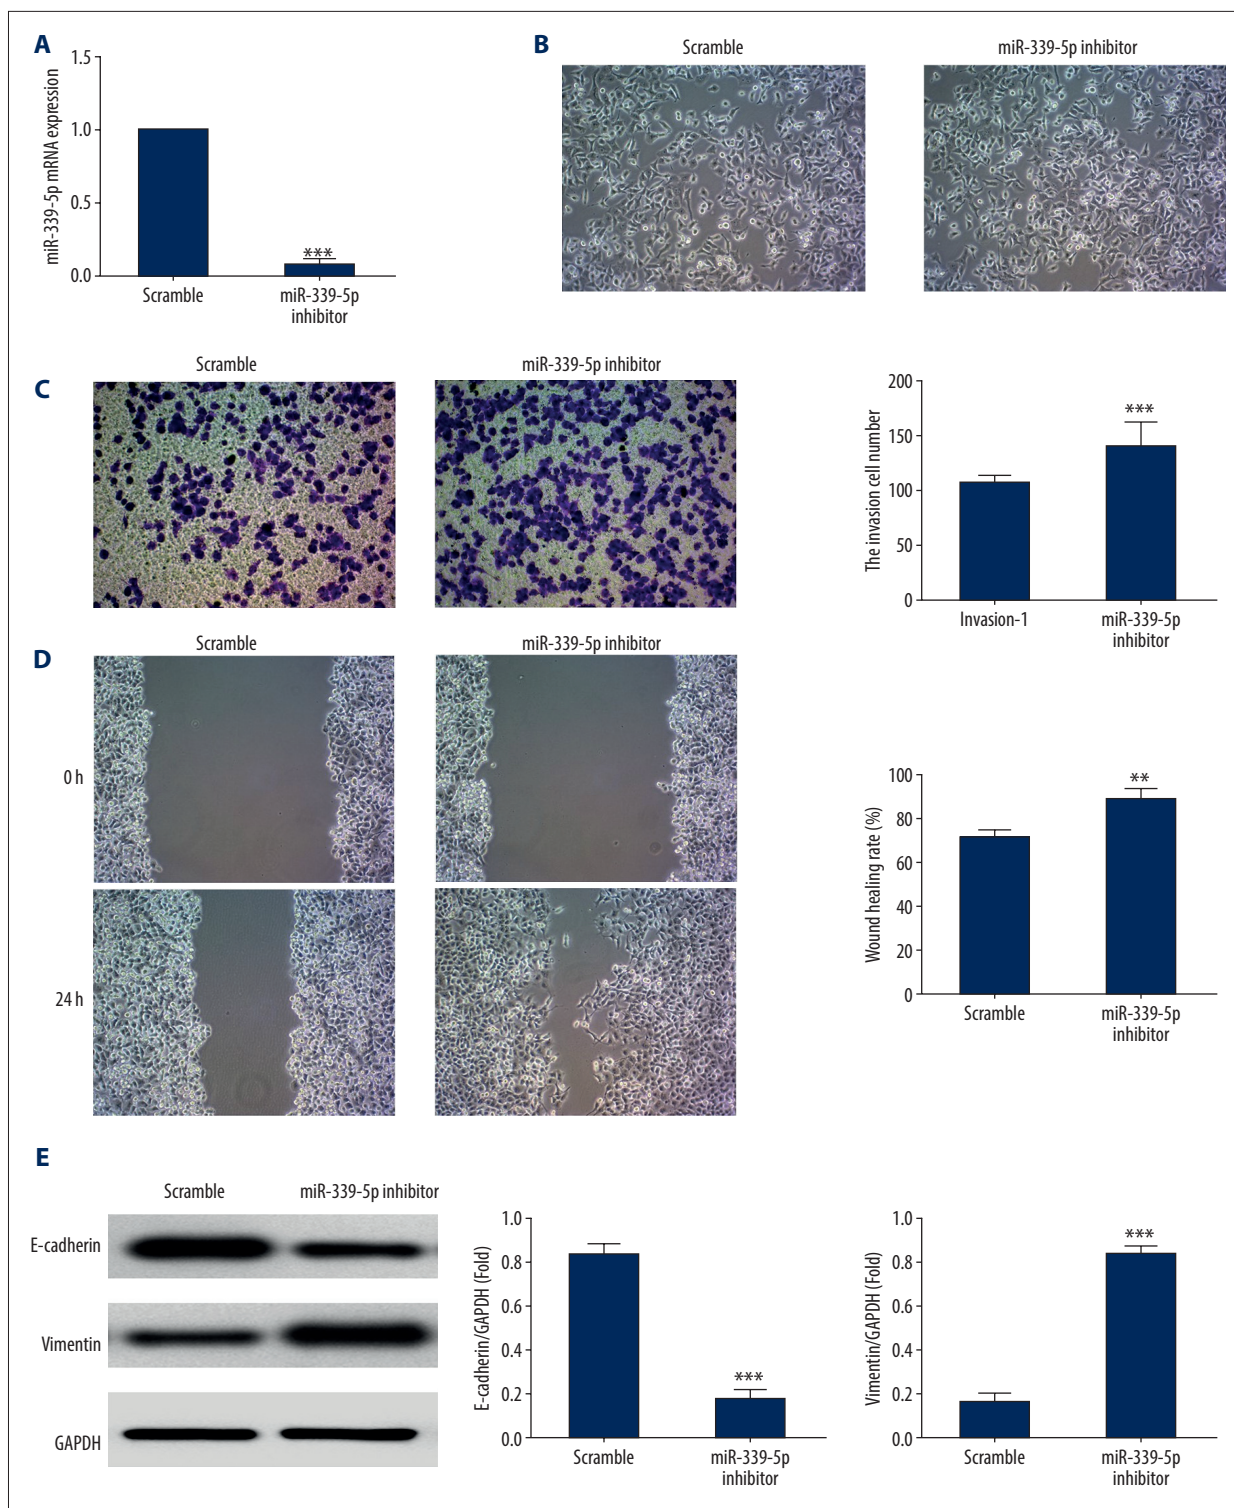 A
miR-339-5p mRNA expression
1.5
1.0
0.5
0.0
***
Scramble
miR-339-5p
inhibitor
B
Scramble
miR-339-5p inhibitor
C
Scramble
miR-339-5p inhibitor
The invasion cell number
200
150
100
50
0
***
Invasion-1
miR-339-5p
inhibitor
D
Scramble
miR-339-5p inhibitor
0 h
24 h
Wound healing rate (%)
100
80
60
40
20
0
**
Scramble
miR-339-5p
inhibitor
E
Scramble
miR-339-5p inhibitor
E-cadherin
Vimentin
GAPDH
E-cadherin/GAPDH (Fold)
1.0
0.8
0.6
0.4
0.2
0.0
***
Scramble
miR-339-5p
inhibitor
Vimentin/GAPDH (Fold)
1.0
0.8
0.6
0.4
0.2
0.0
***
Scramble
miR-339-5p
inhibitor